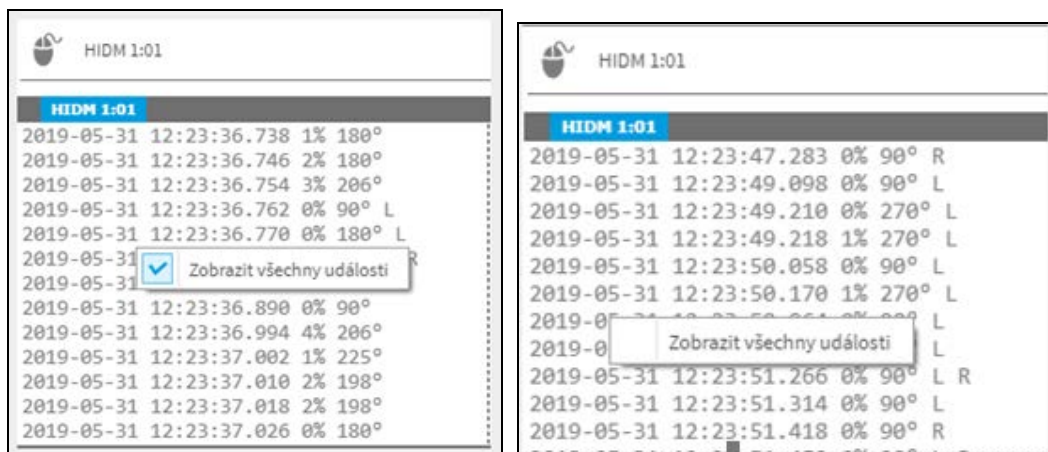 HIDM 1:01
HIDM 1:01
2019-05-31 12:23:36.738 1% 180°
2019-05-31 12:23:36.746 2% 180°
2019-05-31 12:23:36.754 3% 206°
2019-05-31 12:23:36.762 0% 90° L
2019-05-31 12:23:36.770 0% 180° L
2019-05-31 R
Zobrazit všechny události
2019-05-31
2019-05-31 12:23:36.890 0% 90°
2019-05-31 12:23:36.994 4% 206°
2019-05-31 12:23:37.002 1% 225°
2019-05-31 12:23:37.010 2% 198°
2019-05-31 12:23:37.018 2% 198°
2019-05-31 12:23:37.026 0% 180°
HIDM 1:01
HIDM 1:01
2019-05-31 12:23:47.283 0% 90° R
2019-05-31 12:23:49.098 0% 90° L
2019-05-31 12:23:49.210 0% 270° L
2019-05-31 12:23:49.218 1% 270° L
2019-05-31 12:23:50.058 0% 90° L
2019-05-31 12:23:50.170 1% 270° L
L
Zobrazit všechny události
L
2019-05-31 12:23:51.266 0% 90° L R
2019-05-31 12:23:51.314 0% 90° L
2019-05-31 12:23:51.418 0% 90° R